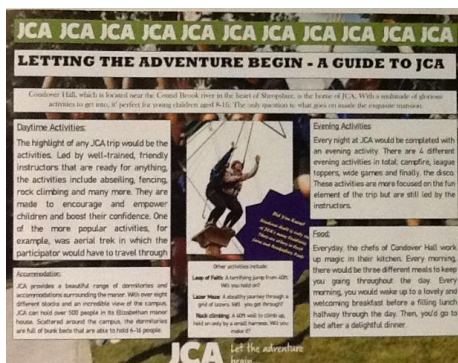 JCA JCA JCA JCA JCA JCA JCA JCA JCA
LETTING THE ADVENTURE BEGIN - A GUIDE TO JCA
Condover Hall, which is located near the Cound Brook river in the heart of Shropshire, is the home of JCA. With a multitude of glorious
activities to get into, it' perfect for young children aged 8-16. The only question is what goes on inside the exquisite mansion.
Daytime Activities:
The highlight of any JCA trip would be the
activities. Led by well-trained, friendly
instructors that are ready for anything,
the activities include abseiling, fencing,
rock climbing and many more. They are
made to encourage and empower
children and boost their confidence. One
of the more popular activities, for
example, was aerial trek in which the
participator would have to travel through
Accommodation:
JCA provides a beautiful range of dormitories and
accommodations surrounding the manor. With over eight
different blocks and an incredible view of the campus,
JCA can hold over 500 people in its Elizabethan manor
house. Scattered around the campus, the dormitories
are full of bunk beds that are able to hold 4-16 people.
Did you Know?
Other activities include:
Leap of Faith: A terrifying jump from 40ft.
Will you hold on?
Lazer Maze: A stealthy journey through a
grid of lazers. Will you get through?
Rock climbing: A 40ft wall to climb up,
held on only by a small harness. Will you
make it?
Evening Activities
Every night at JCA would be completed with
an evening activity. There are 4 different
evening activities in total: campfire, league
toppers, wide games and finally, the disco.
These activities are more focused on the fun
element of the trip but are still led by the
instructors.
Food:
Everyday, the chefs of Condover Hall work
up magic in their kitchen. Every morning,
there would be three different meals to keep
you going throughout the day. Every
morning, you would wake up to a lovely and
welcoming breakfast before a filling lunch
halfway through the day. Then, you'd go to
bed after a delightful dinner
JCA Let the adventure
begin